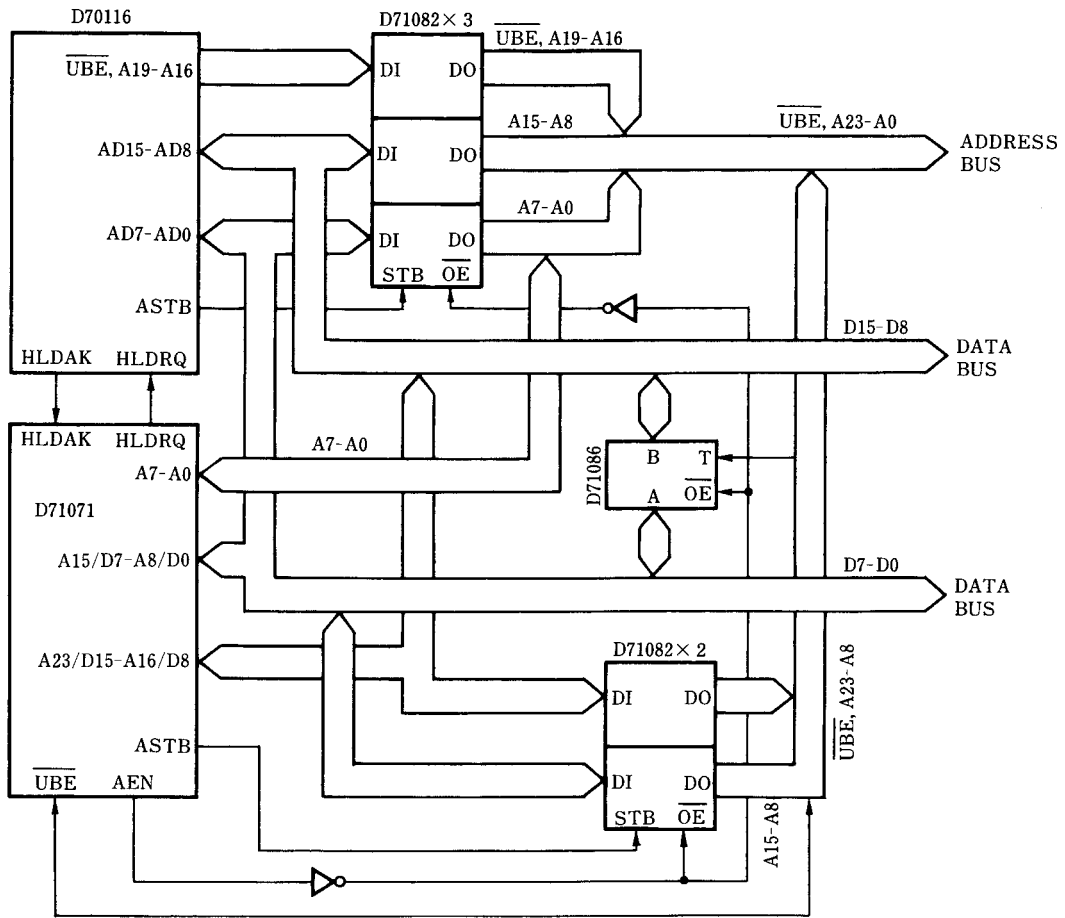 D70116
D71082×3
UBE, A19-A16
UBE, A19-A16
DI
DO
A15-A8
UBE, A23-A0
AD15-AD8
DI
DO
ADDRESS
BUS
A7-A0
AD7-AD0
DI
DO
STB
OE
ASTB
D15-D8
HLDAK
HLDRQ
DATA
BUS
HLDAK
HLDRQ
A7-A0
A7-A0
B
T
D71086
D71071
A
OE
A15/D7-A8/D0
D7-D0
DATA
BUS
A23/D15-A16/D8
D71082×2
DI
DO
UBE, A23-A8
ASTB
UBE
AEN
DI
DO
STB
OE
A15-A8